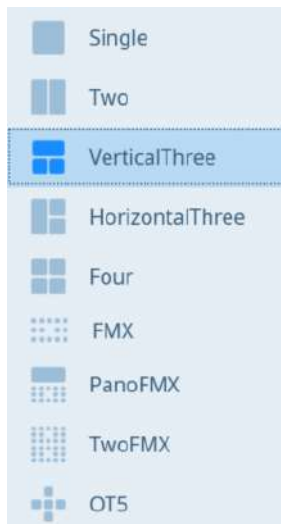 Single
Two
VerticalThree
HorizontalThree
Four
FMX
PanoFMX
TwoFMX
OT5